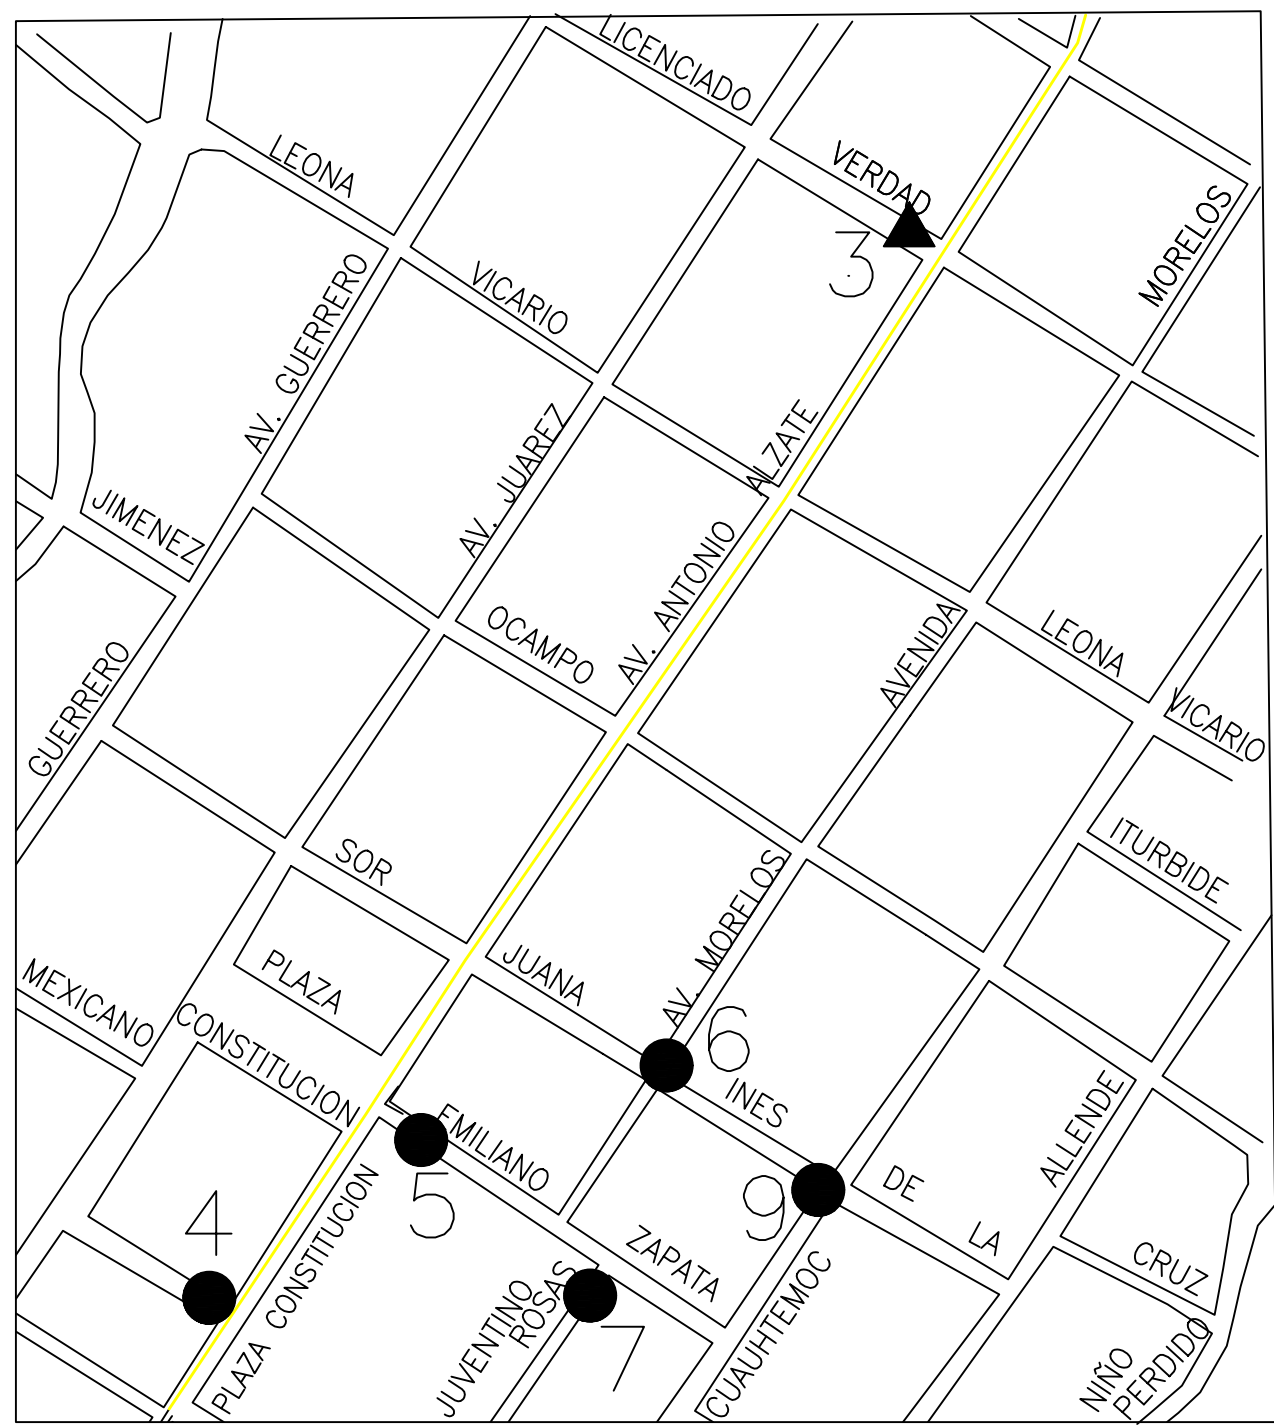 LICENCIADO
LEONA
VERDAD
MORELOS
3
VICARIO
AV. GUERRERO
AV. JUAREZ
ALZATE
JIMENEZ
AV. ANTONIO
OCAMPO
AVENIDA
LEONA
GUERRERO
VICARIO
SOR
ITURBIDE
AV. MORELOS
JUANA
PLAZA
MEXICANO
CONSTITUCION
6
INES
EMILIANO
ALLENDE
5
9
DE
4
ZAPATA
LA
CRUZ
PLAZA CONSTITUCION
JUVENTINO
ROSAS
7
CUAUHTEMOC
NIÑO
PERDIDO